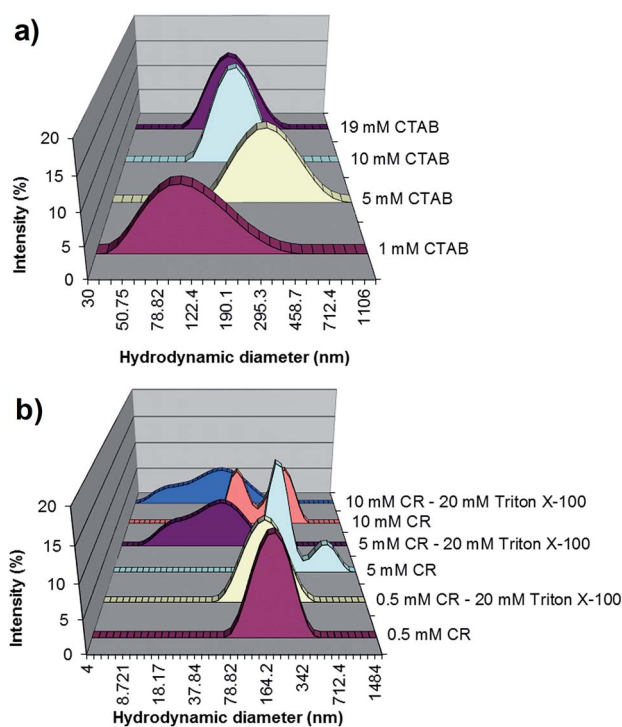 a)
20
15
10
5
0
Intensity (%)
19 mM CTAB
10 mM CTAB
5 mM CTAB
1 mM CTAB
30
50.75
78.82
122.4
190.1
295.3
458.7
712.4
1106
Hydrodynamic diameter (nm)
b)
20
15
10
5
0
Intensity (%)
10 mM CR - 20 mM Triton X-100
10 mM CR
5 mM CR - 20 mM Triton X-100
5 mM CR
0.5 mM CR - 20 mM Triton X-100
0.5 mM CR
4
8.721
18.17
37.84
78.82
164.2
342
712.4
1484
Hydrodynamic diameter (nm)